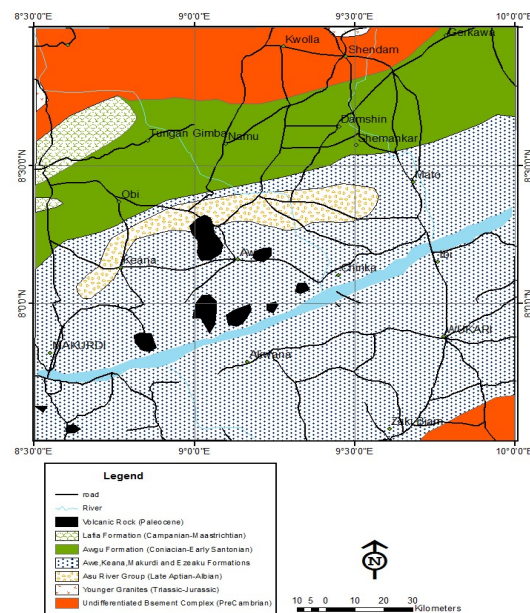 8°30'0"E 9°0'0"E 9°30'0"E 10°0'0"E
Gerkawa
Kwolla
Shendam
Damshin
Tungan Gimba
Namu
Shemankar
8°30'0"N
8°30'0"N
Mato
Obi
Keana
Awe
Ibi
Chinka
8°0'0"N
8°0'0"N
WUKARI
MAKURDI
Akwana
Zaki Biam
8°30'0"E 9°0'0"E 9°30'0"E 10°0'0"E
Legend
road
River
Volcanic Rock (Paleocene)
Lafia Formation (Campanian-Maastrichtian)
Awgu Formation (Coniacian-Early Santonian)
Awe,Keana,Makurdi and Ezeaku Formations
Asu River Group (Late Aptian-Albian)
Younger Granites (Triassic-Jurassic)
Undifferentiated Bsement Complex (PreCambrian)
N
10 5 0 10 20 30
Kilometers